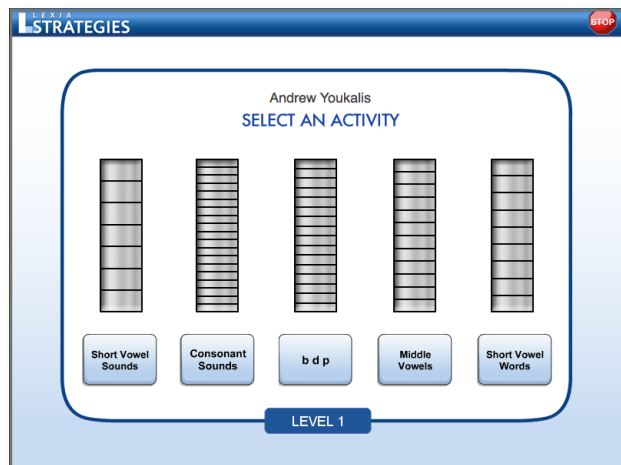 LEXIA
STRATEGIES
STOP
Andrew Youkalis
SELECT AN ACTIVITY
Short Vowel
Sounds
Consonant
Sounds
b d p
Middle
Vowels
Short Vowel
Words
LEVEL 1